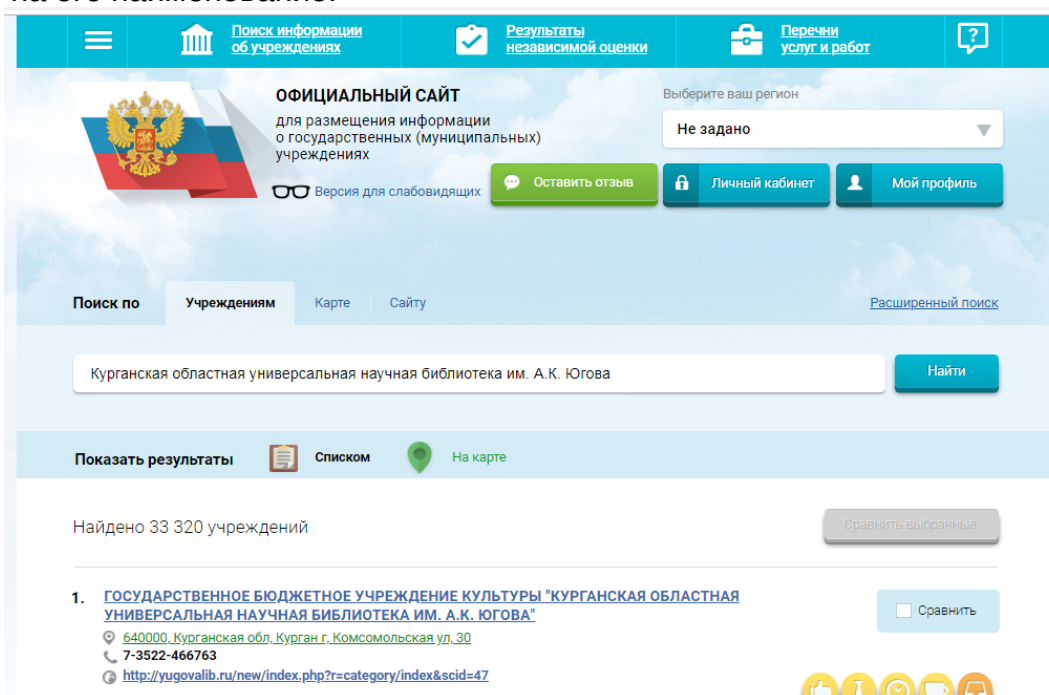 на его наименование.
Поиск информации
об учреждениях
Результаты
независимой оценки
Перечни
услуг и работ
ОФИЦИАЛЬНЫЙ САЙТ
для размещения информации
о государственных (муниципальных)
учреждениях
Версия для слабовидящих
Оставить отзыв
Выберите ваш регион
Не задано
Личный кабинет
Мой профиль
Поиск по
Учреждениям
Карте
Сайту
Расширенный поиск
Курганская областная универсальная научная библиотека им. А.К. Югова
Найти
Показать результаты
Списком
На карте
Найдено 33 320 учреждений
Сравнить выбранные
1. ГОСУДАРСТВЕННОЕ БЮДЖЕТНОЕ УЧРЕЖДЕНИЕ КУЛЬТУРЫ "КУРГАНСКАЯ ОБЛАСТНАЯ
УНИВЕРСАЛЬНАЯ НАУЧНАЯ БИБЛИОТЕКА ИМ. А.К. ЮГОВА"
Сравнить
640000, Курганская обл, Курган г, Комсомольская ул, 30
7-3522-466763
http://yugovalib.ru/new/index.php?r=category/index&scid=47